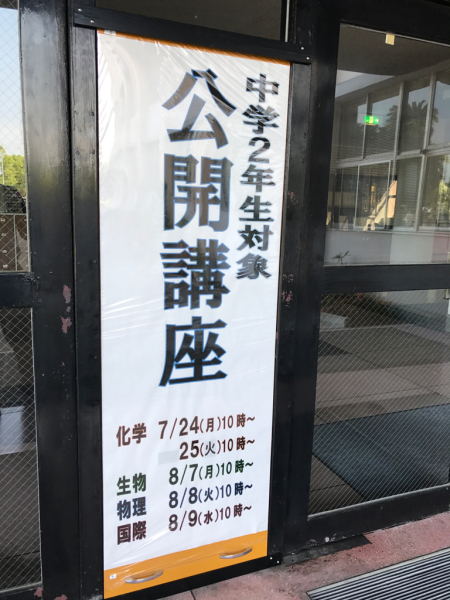 中学2年生対象
公開講座
化学 7/24(月)10時～
25(火)10時～
生物 8/7(月)10時～
物理 8/8(火)10時～
国際 8/9(水)10時～